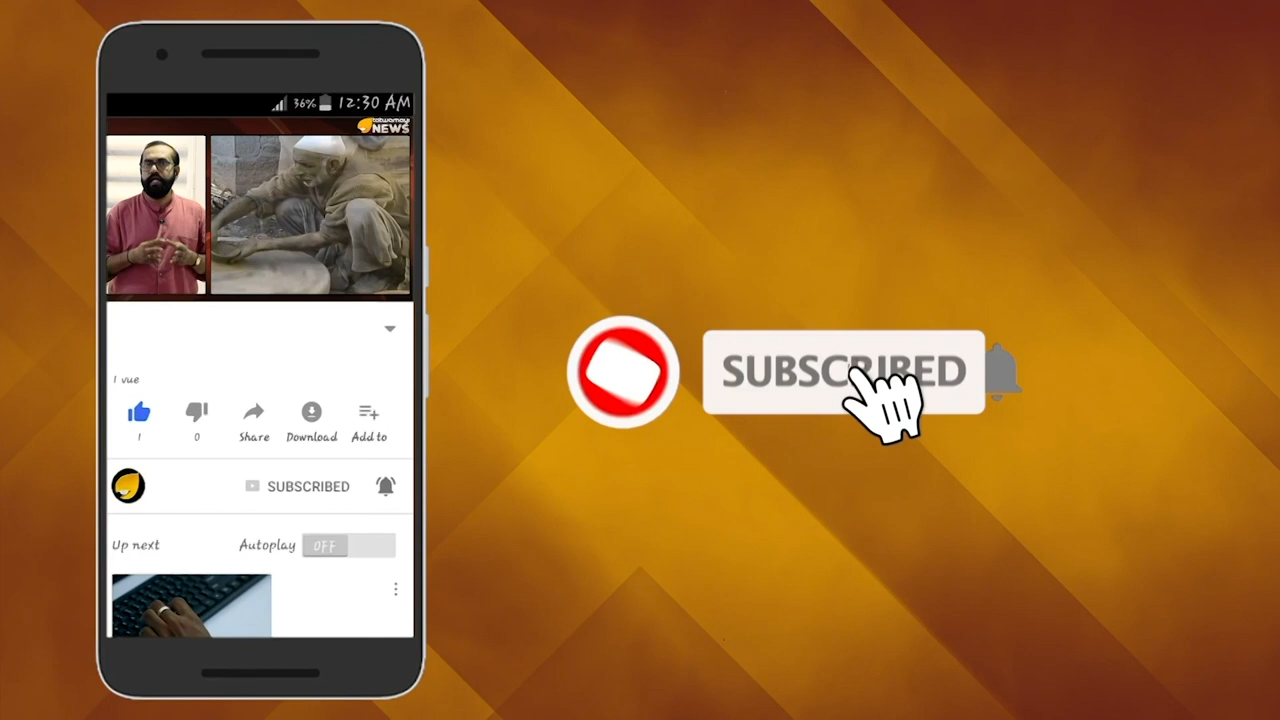 36% 12:30 AM
tatwamayi
NEWS
1 vue
1
0
Share
Download
Add to
SUBSCRIBED
Up next
Autoplay
OFF
SUBSCRIBED